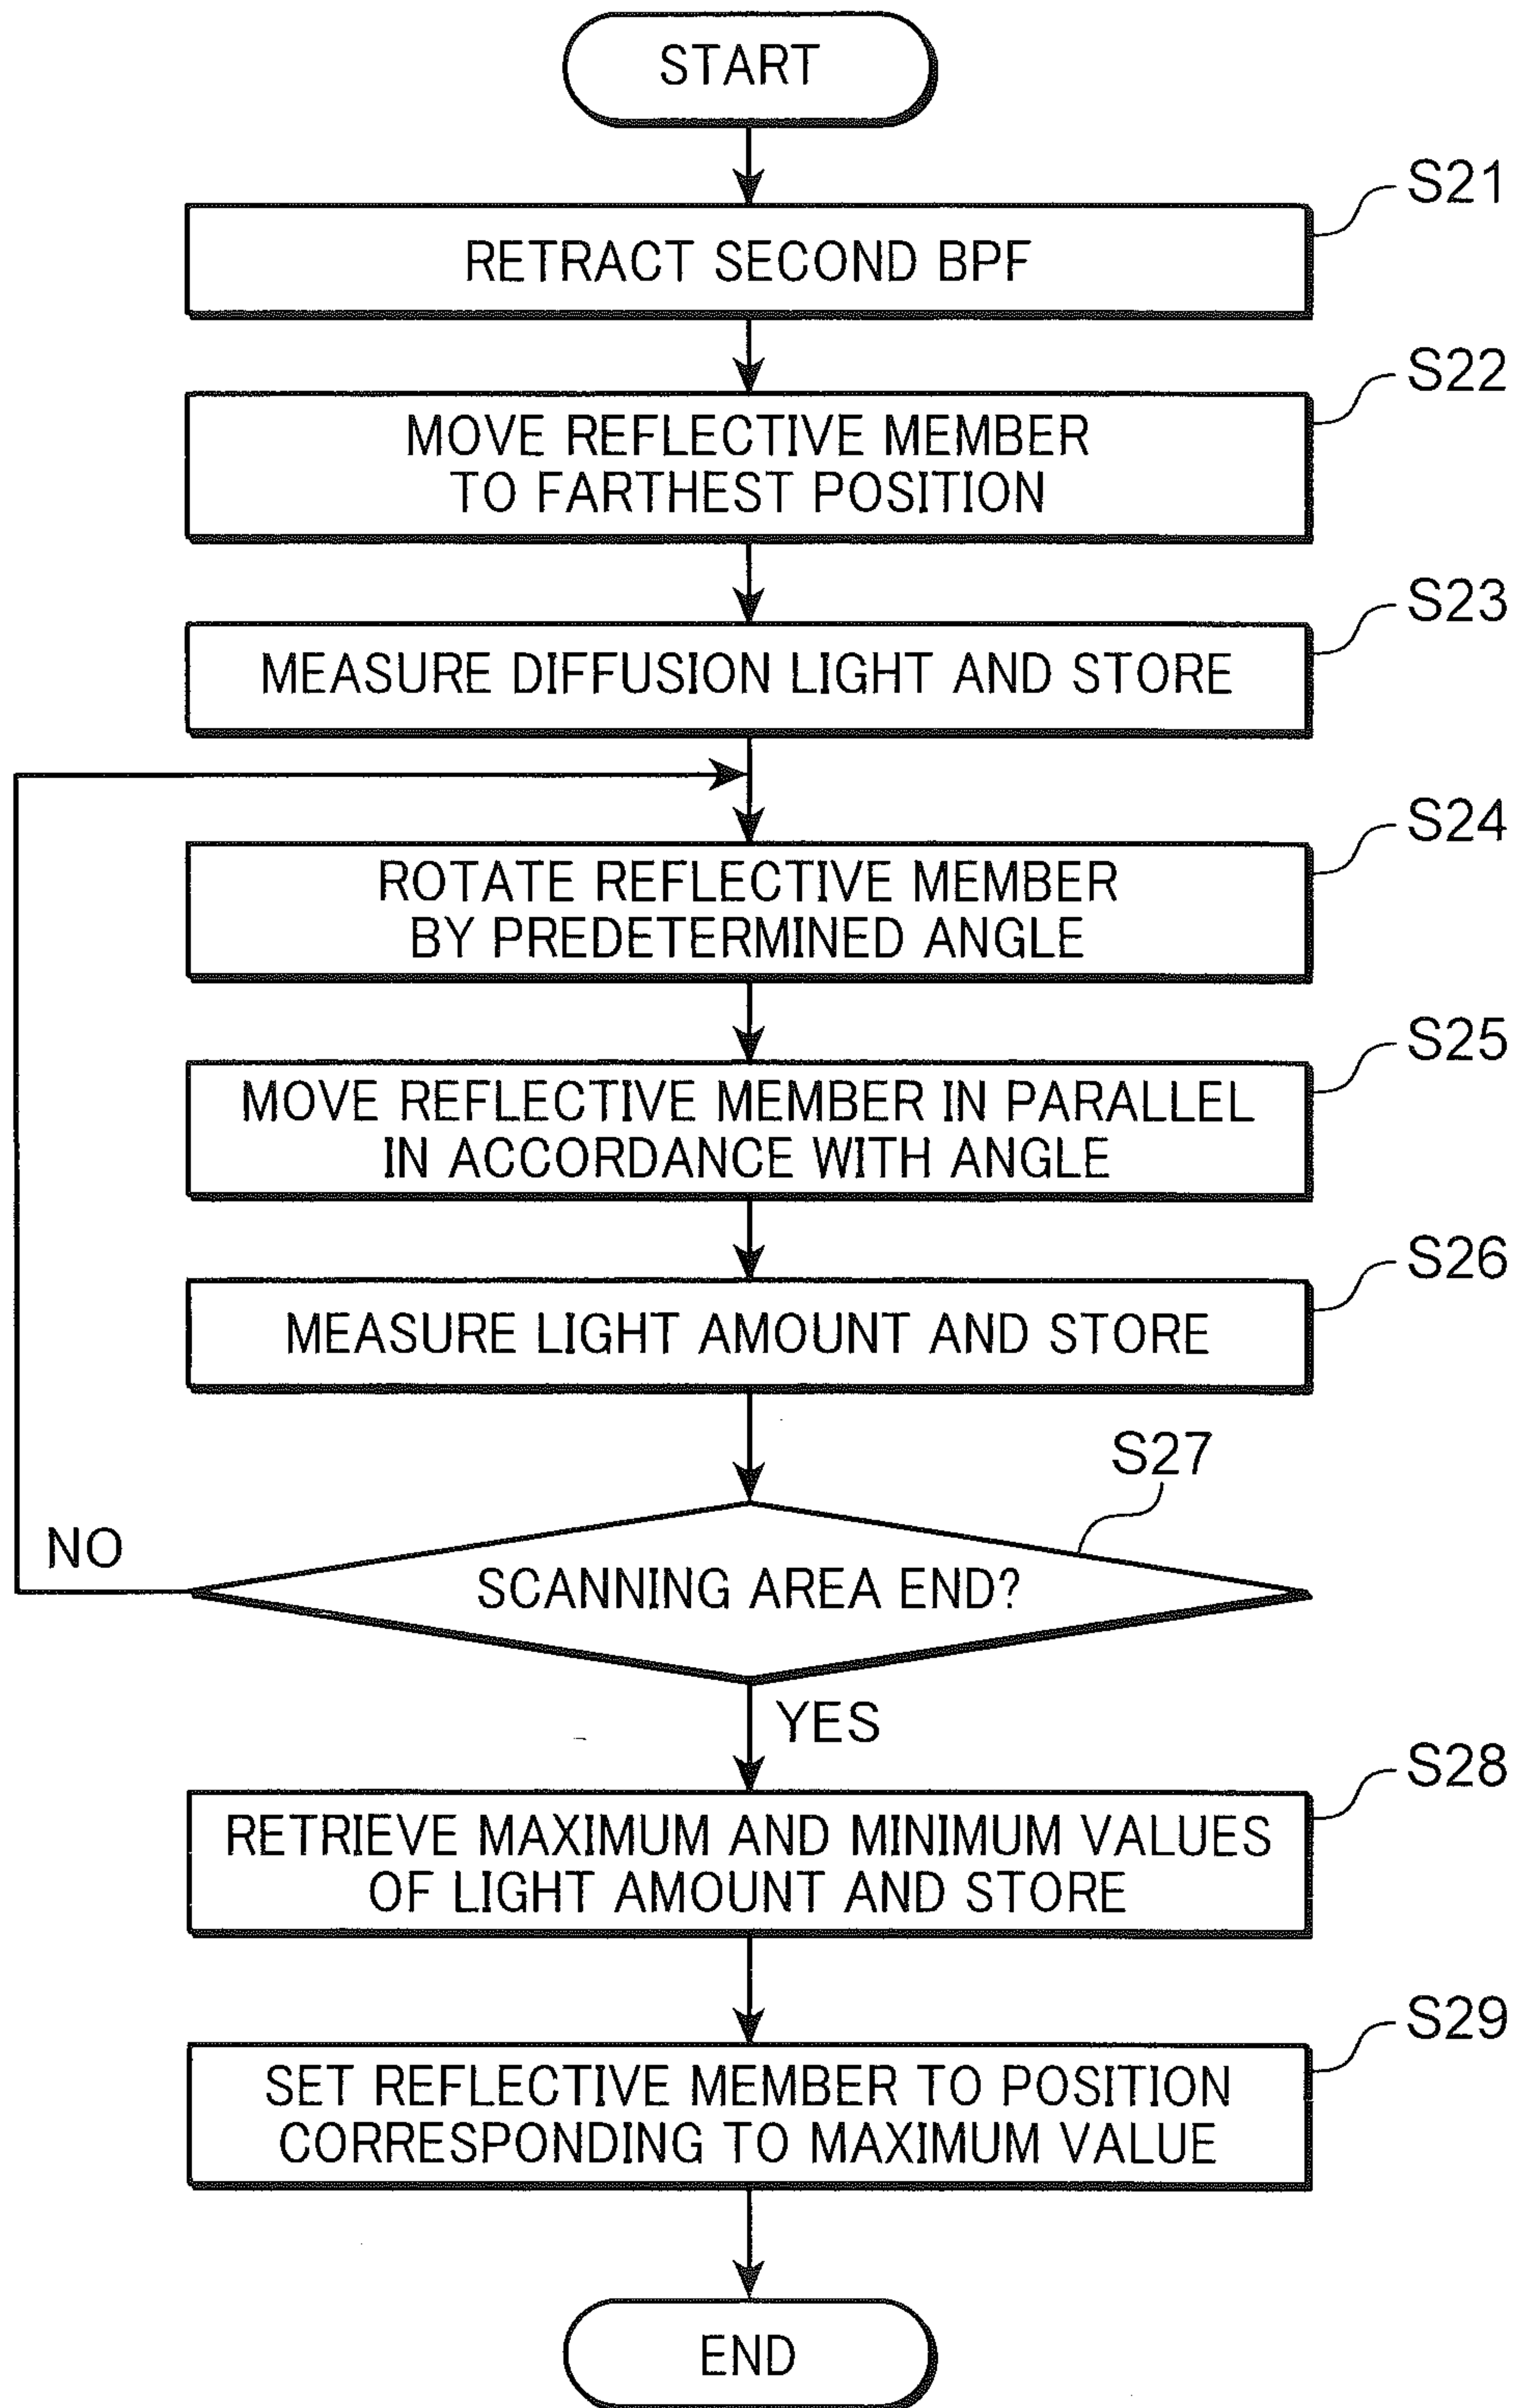 START
S21
RETRACT SECOND BPF
S22
MOVE REFLECTIVE MEMBER
TO FARTHEST POSITION
S23
MEASURE DIFFUSION LIGHT AND STORE
S24
ROTATE REFLECTIVE MEMBER
BY PREDETERMINED ANGLE
S25
MOVE REFLECTIVE MEMBER IN PARALLEL
IN ACCORDANCE WITH ANGLE
S26
MEASURE LIGHT AMOUNT AND STORE
S27
NO
SCANNING AREA END?
YES
S28
RETRIEVE MAXIMUM AND MINIMUM VALUES
OF LIGHT AMOUNT AND STORE
S29
SET REFLECTIVE MEMBER TO POSITION
CORRESPONDING TO MAXIMUM VALUE
END